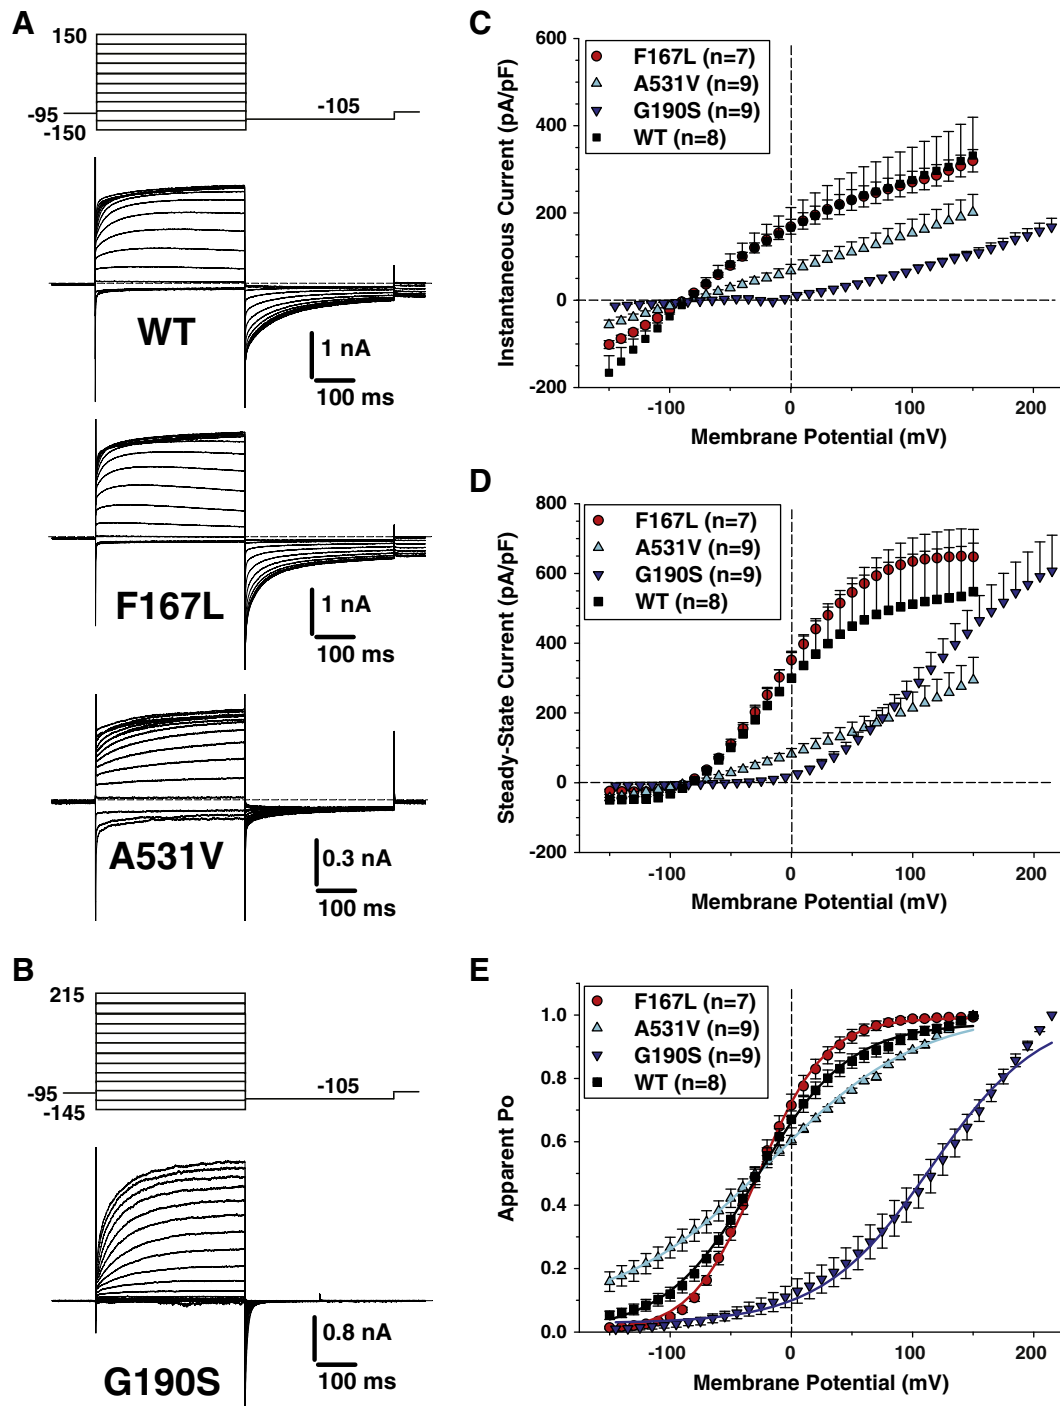 A
150
-95
-150
-105
WT
1 nA
100 ms
F167L
1 nA
100 ms
A531V
0.3 nA
100 ms
B
215
-95
-145
-105
G190S
0.8 nA
100 ms
C
Instantaneous Current (pA/pF)
600
400
200
0
-200
F167L (n=7)
A531V (n=9)
G190S (n=9)
WT (n=8)
-100
0
100
200
Membrane Potential (mV)
D
Steady-State Current (pA/pF)
800
600
400
200
0
-200
F167L (n=7)
A531V (n=9)
G190S (n=9)
WT (n=8)
-100
0
100
200
Membrane Potential (mV)
E
Apparent Po
1.0
0.8
0.6
0.4
0.2
0.0
F167L (n=7)
A531V (n=9)
G190S (n=9)
WT (n=8)
-100
0
100
200
Membrane Potential (mV)